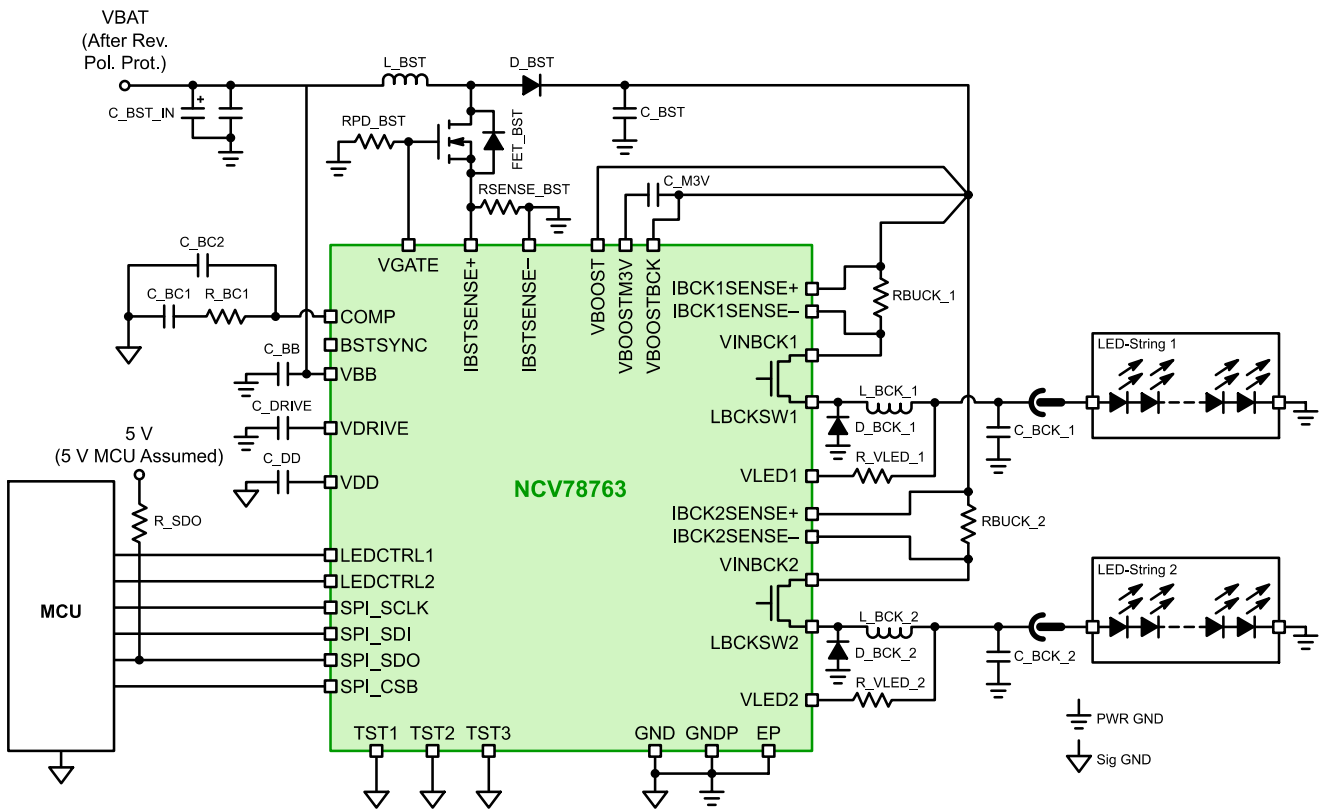 VBAT
(After Rev.
Pol. Prot.)
L_BST
D_BST
C_BST_IN
C_BST
RPD_BST
FET_BST
C_M3V
RSENSE_BST
C_BC2
C_BC1
R_BC1
VGATE
IBSTSENSE+
IBSTSENSE–
VBOOST
VBOOSTM3V
VBOOSTBCK
IBCK1SENSE+
IBCK1SENSE–
RBUCK_1
COMP
BSTSYNC
C_BB
VBB
VINBCK1
LED-String 1
L_BCK_1
LBCKSW1
D_BCK_1
C_BCK_1
C_DRIVE
VDRIVE
5 V
(5 V MCU Assumed)
C_DD
VDD
NCV78763
R_VLED_1
VLED1
IBCK2SENSE+
IBCK2SENSE–
RBUCK_2
R_SDO
LEDCTRL1
LEDCTRL2
SPI_SCLK
SPI_SDI
SPI_SDO
SPI_CSB
MCU
VINBCK2
LED-String 2
L_BCK_2
LBCKSW2
D_BCK_2
C_BCK_2
R_VLED_2
VLED2
TST1
TST2
TST3
GND
GNDP
EP
PWR GND
Sig GND